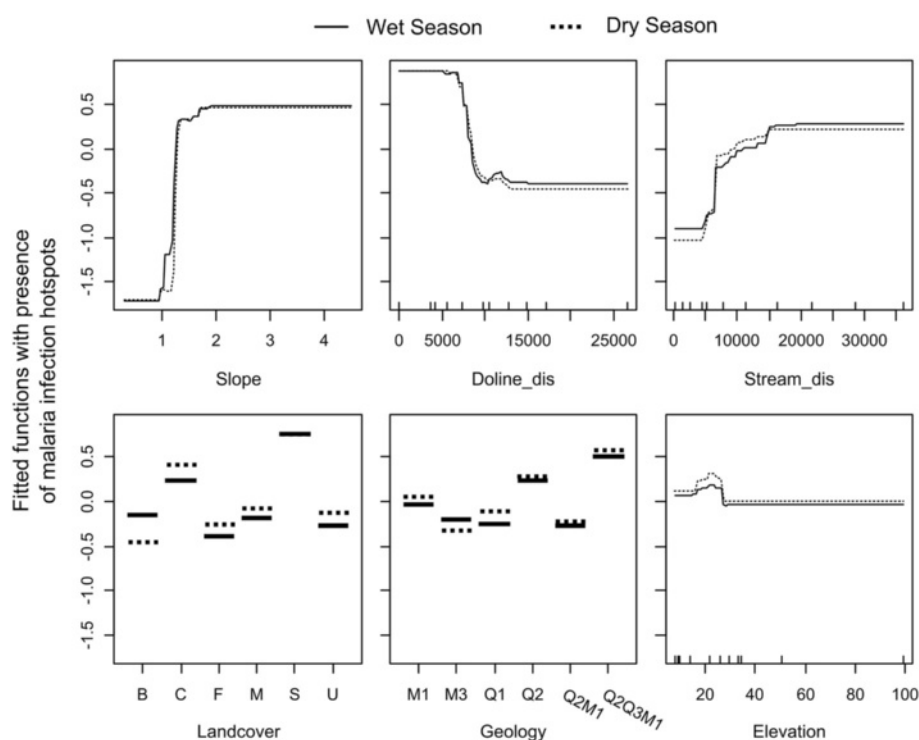 Wet Season Dry Season
Fitted functions with presence
of malaria infection hotspots
0.5
0.0
-0.5
-1.0
-1.5
1 2 3 4
Slope
0 5000 15000 25000
Doline_dis
0 10000 20000 30000
Stream_dis
0.5
0.0
-0.5
-1.0
-1.5
B C F M S U
Landcover
M1 M3 Q1 Q2 Q2M1 Q2Q3M1
Geology
20 40 60 80 100
Elevation